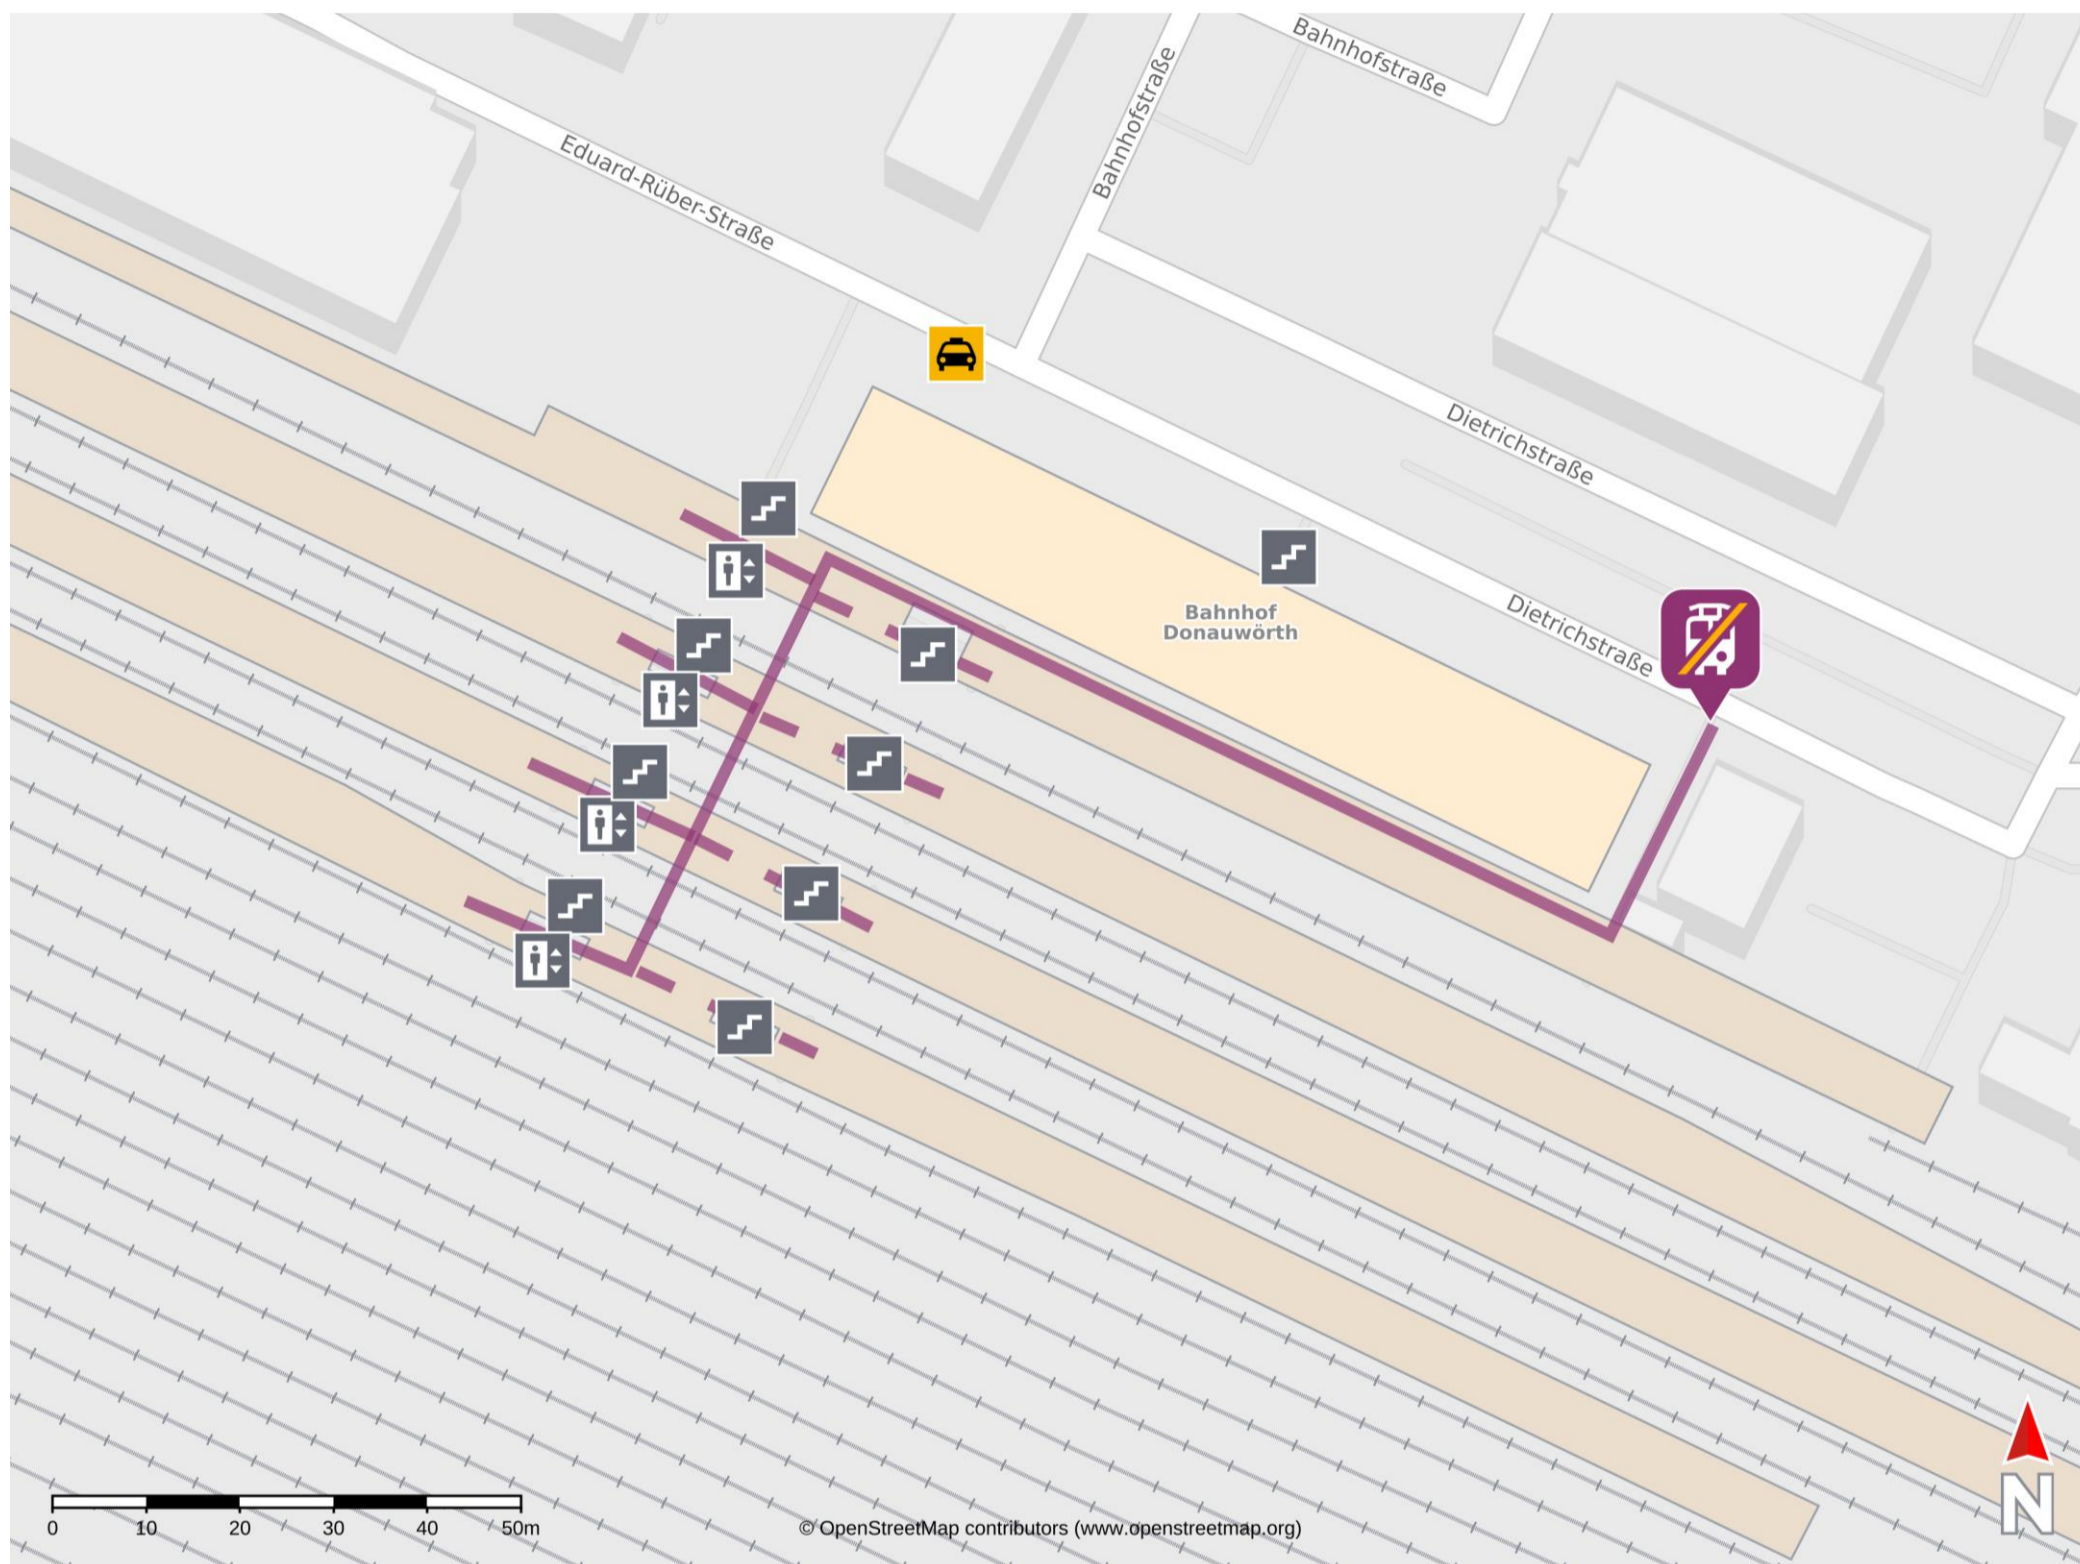 Bahnhofstraße
Bahnhofstraße
Eduard-Rüber-Straße
Dietrichstraße
Dietrichstraße
Bahnhof
Donauwörth
0 10 20 30 40 50m
© OpenStreetMap contributors (www.openstreetmap.org)
N